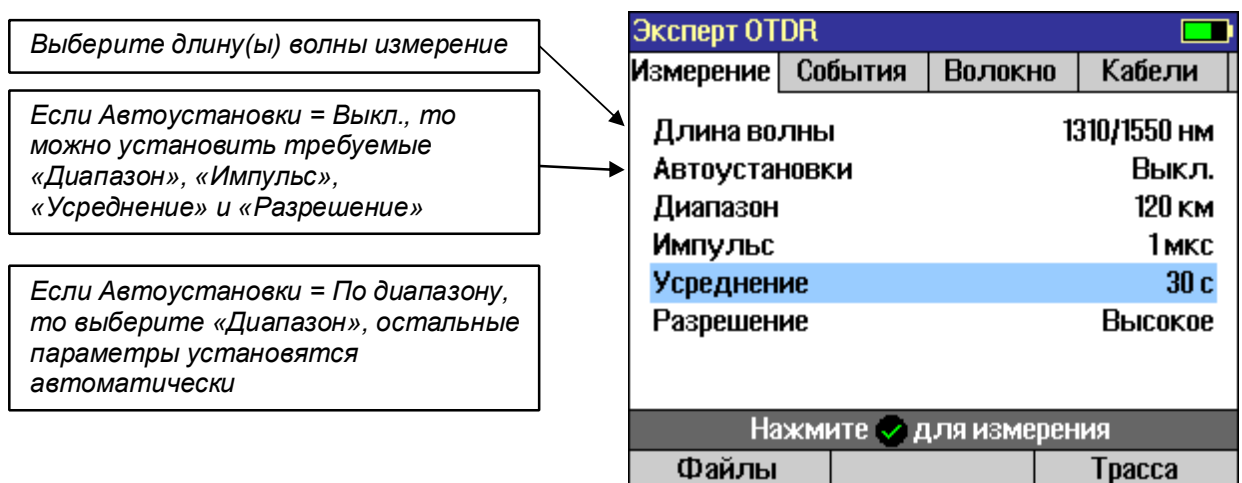 Выберите длину(ы) волны измерение
Если Автоустановки = Выкл., то
можно установить требуемые
«Диапазон», «Импульс»,
«Усреднение» и «Разрешение»
Если Автоустановки = По диапазону,
то выберите «Диапазон», остальные
параметры установятся
автоматически
Эксперт OTDR
Измерение События Волокно Кабели
Длина волны 1310/1550 нм
Автоустановки Выкл.
Диапазон 120 км
Импульс 1 мкс
Усреднение 30 с
Разрешение Высокое
Нажмите для измерения
Файлы Трасса